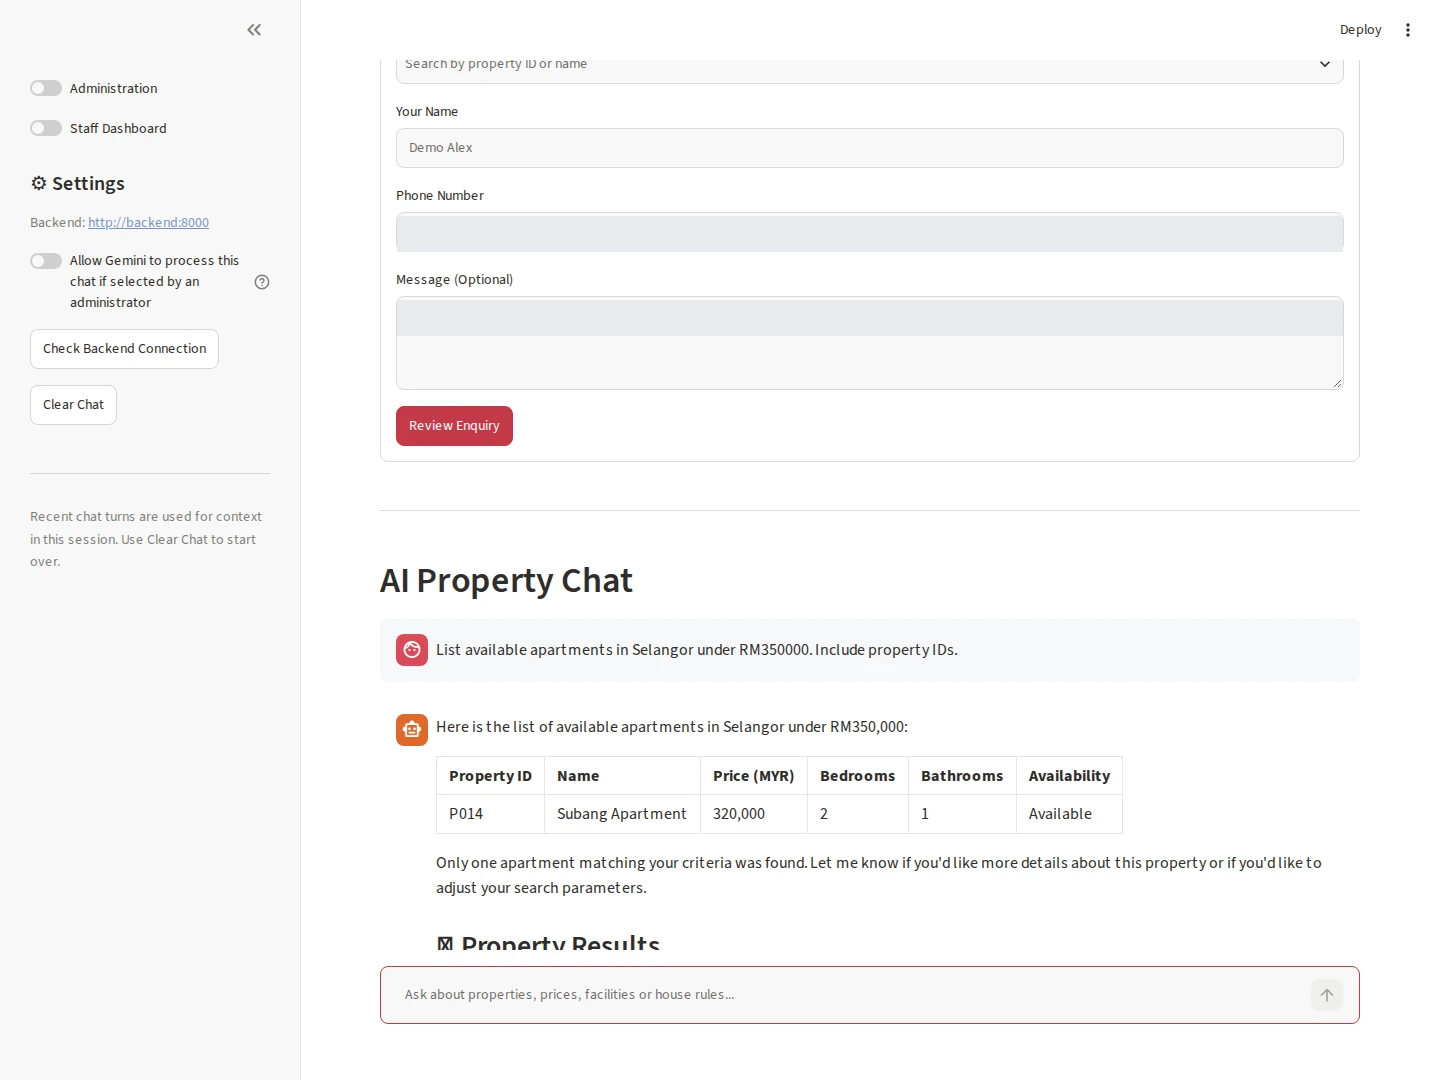 Deploy
Administration
Staff Dashboard
⚙ Settings
Backend: http://backend:8000
Allow Gemini to process this
chat if selected by an
administrator
Check Backend Connection
Clear Chat
Recent chat turns are used for context
in this session. Use Clear Chat to start
over.
Search by property ID or name
Your Name
Demo Alex
Phone Number
Message (Optional)
Review Enquiry
AI Property Chat
List available apartments in Selangor under RM350000. Include property IDs.
Here is the list of available apartments in Selangor under RM350,000:
Property ID Name Price (MYR) Bedrooms Bathrooms Availability
P014 Subang Apartment 320,000 2 1 Available
Only one apartment matching your criteria was found. Let me know if you'd like more details about this property or if you'd like to
adjust your search parameters.
Property Results
Ask about properties, prices, facilities or house rules...